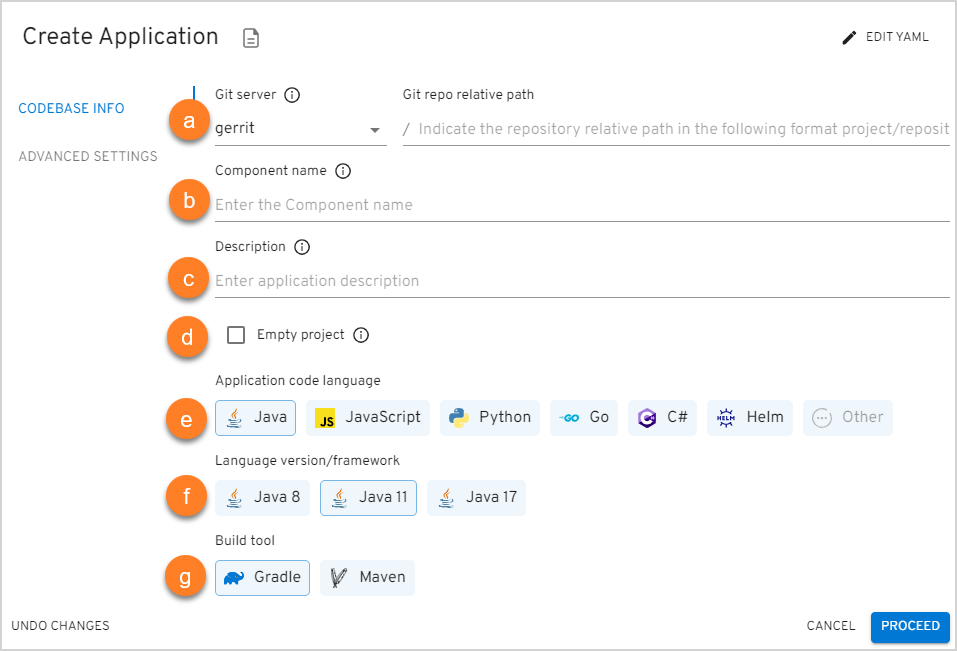 Create Application
EDIT YAML
CODEBASE INFO
ADVANCED SETTINGS
a
Git server
Git repo relative path
gerrit
/ Indicate the repository relative path in the following format project/reposit
b
Component name
Enter the Component name
c
Description
Enter application description
d
Empty project
Application code language
e
Java
JS JavaScript
Python
GO Go
C#
HELM Helm
Other
Language version/framework
f
Java 8
Java 11
Java 17
Build tool
g
Gradle
Maven
UNDO CHANGES
CANCEL
PROCEED